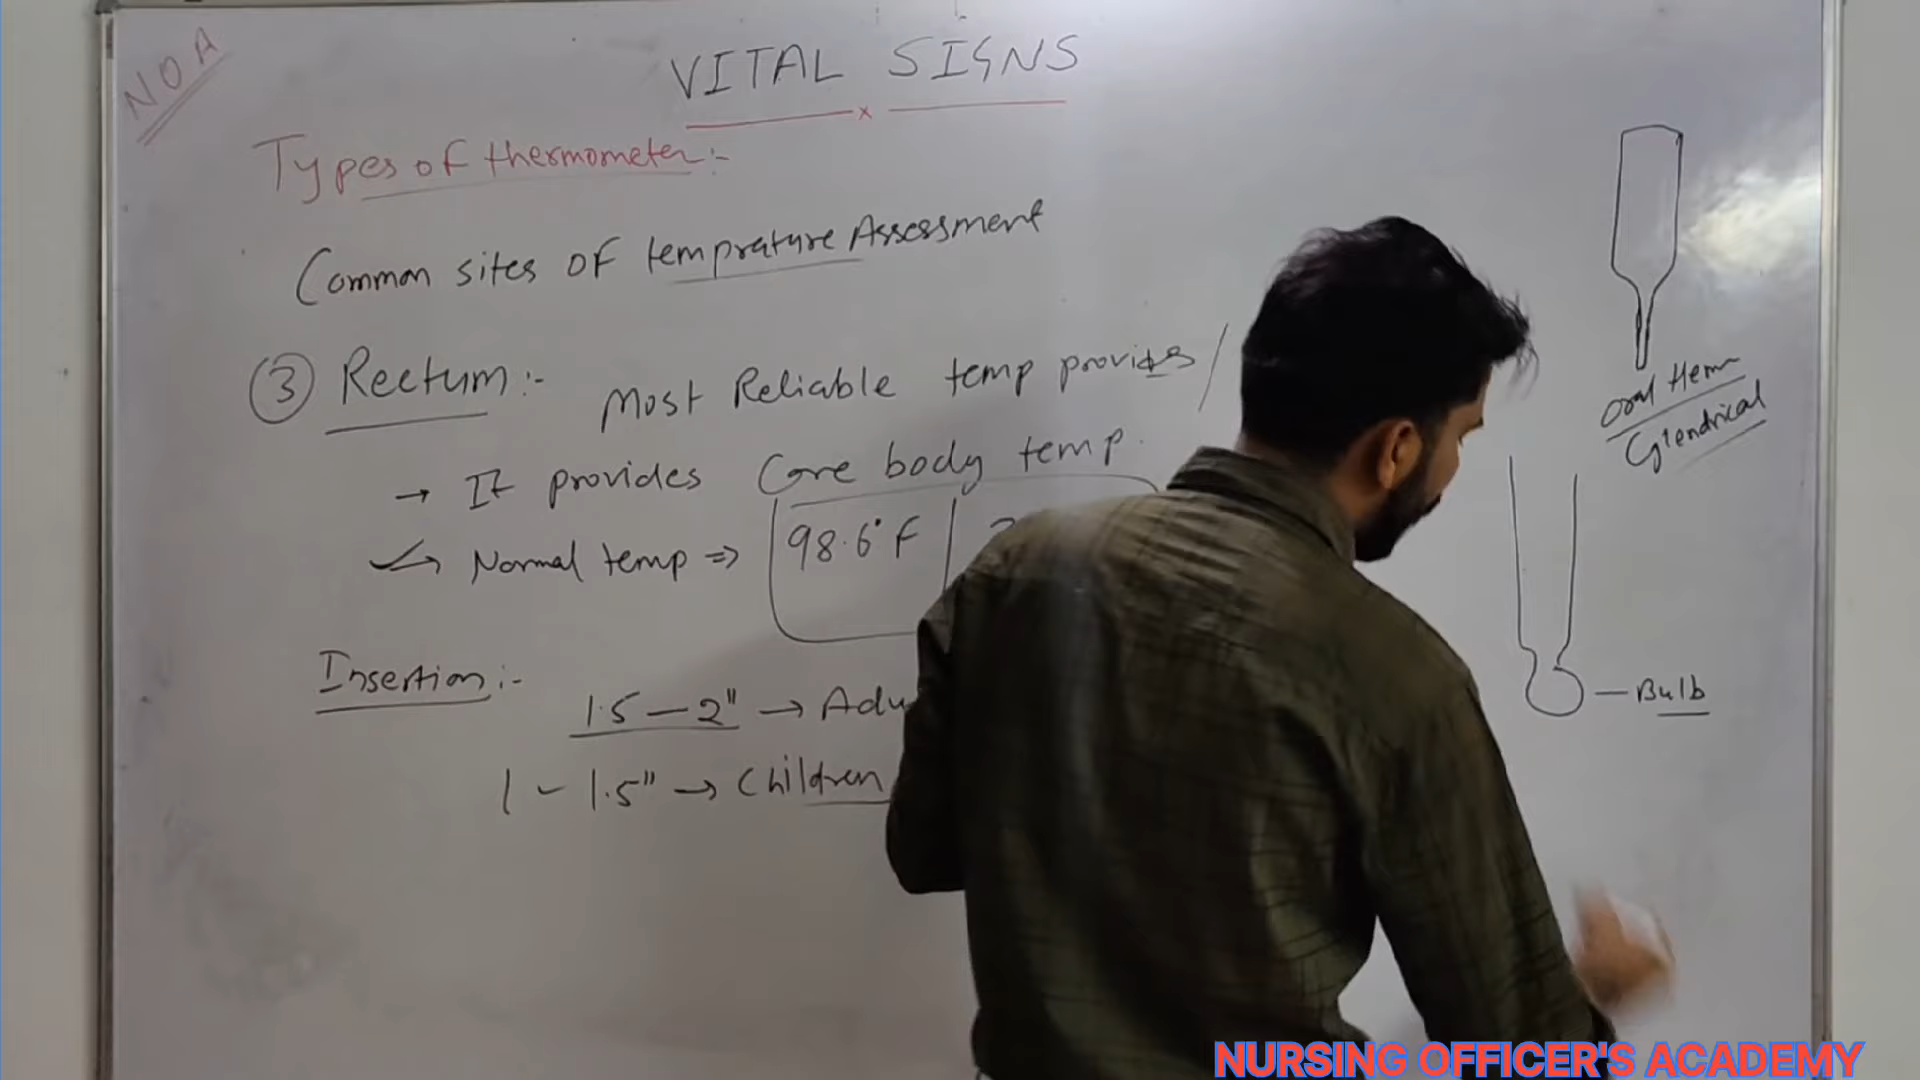 NOA
VITAL SIGNS
x
Types of thermometer:-
Common sites of temprature Assessment
③ Rectum:- Most Reliable temp provides /
→ It provides Core body temp.
→ Normal temp ⇒ 98.6°F
Insertion:-
1.5 - 2" → Adu
1 - 1.5" → Children
oral
Cylendrical
- Bulb
NURSING OFFICER'S ACADEMY